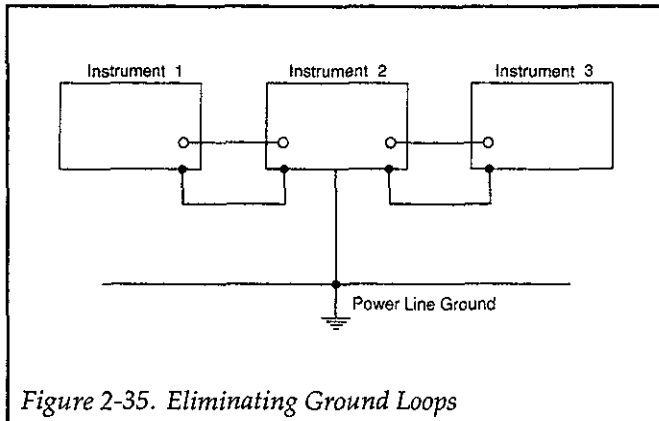 Instrument 1
Instrument 2
Instrument 3
Power Line Ground
Figure 2-35. Eliminating Ground Loops